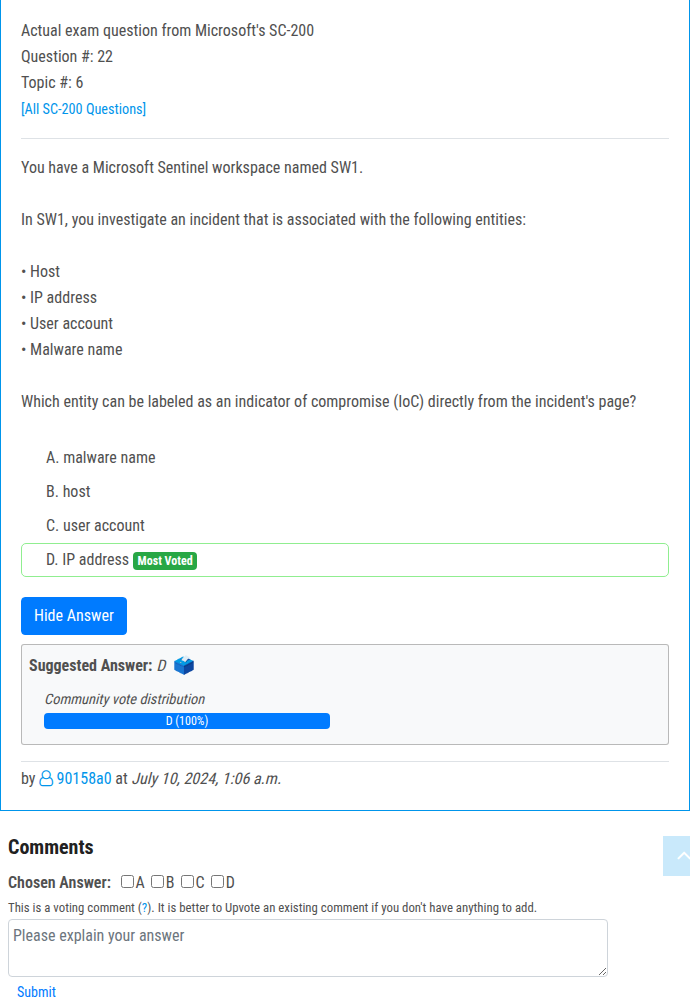 Actual exam question from Microsoft's SC-200
Question #: 22
Topic #: 6
[All SC-200 Questions]
You have a Microsoft Sentinel workspace named SW1.
In SW1, you investigate an incident that is associated with the following entities:
• Host
• IP address
• User account
• Malware name
Which entity can be labeled as an indicator of compromise (IoC) directly from the incident's page?
A. malware name
B. host
C. user account
D. IP address Most Voted
Hide Answer
Suggested Answer: D
Community vote distribution
D (100%)
by 90158a0 at July 10, 2024, 1:06 a.m.
Comments
Chosen Answer: A B C D
This is a voting comment (?). It is better to Upvote an existing comment if you don't have anything to add.
Please explain your answer
Submit